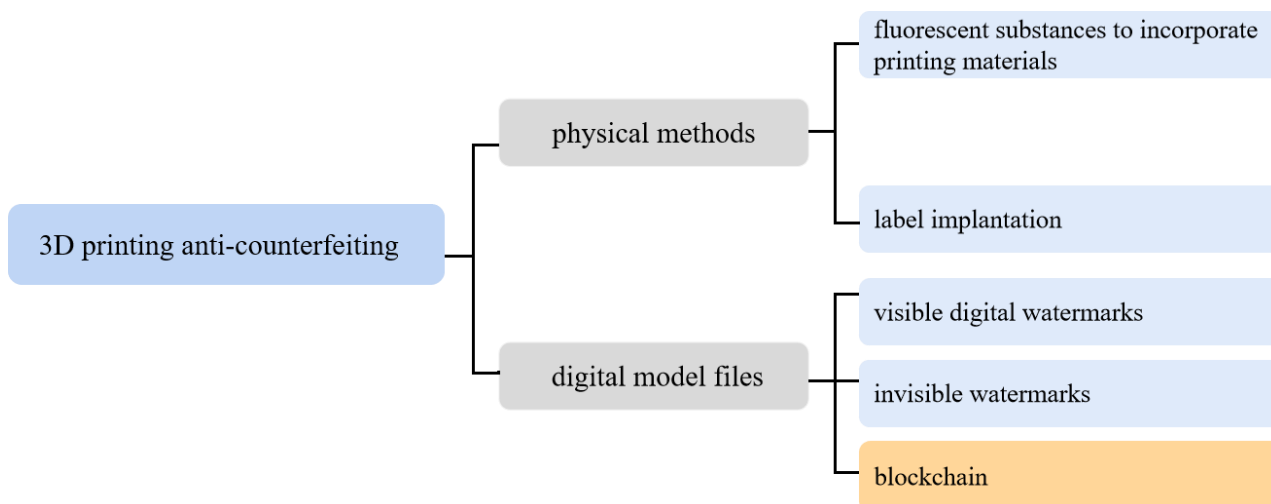 3D printing anti-counterfeiting
physical methods
fluorescent substances to incorporate
printing materials
label implantation
digital model files
visible digital watermarks
invisible watermarks
blockchain